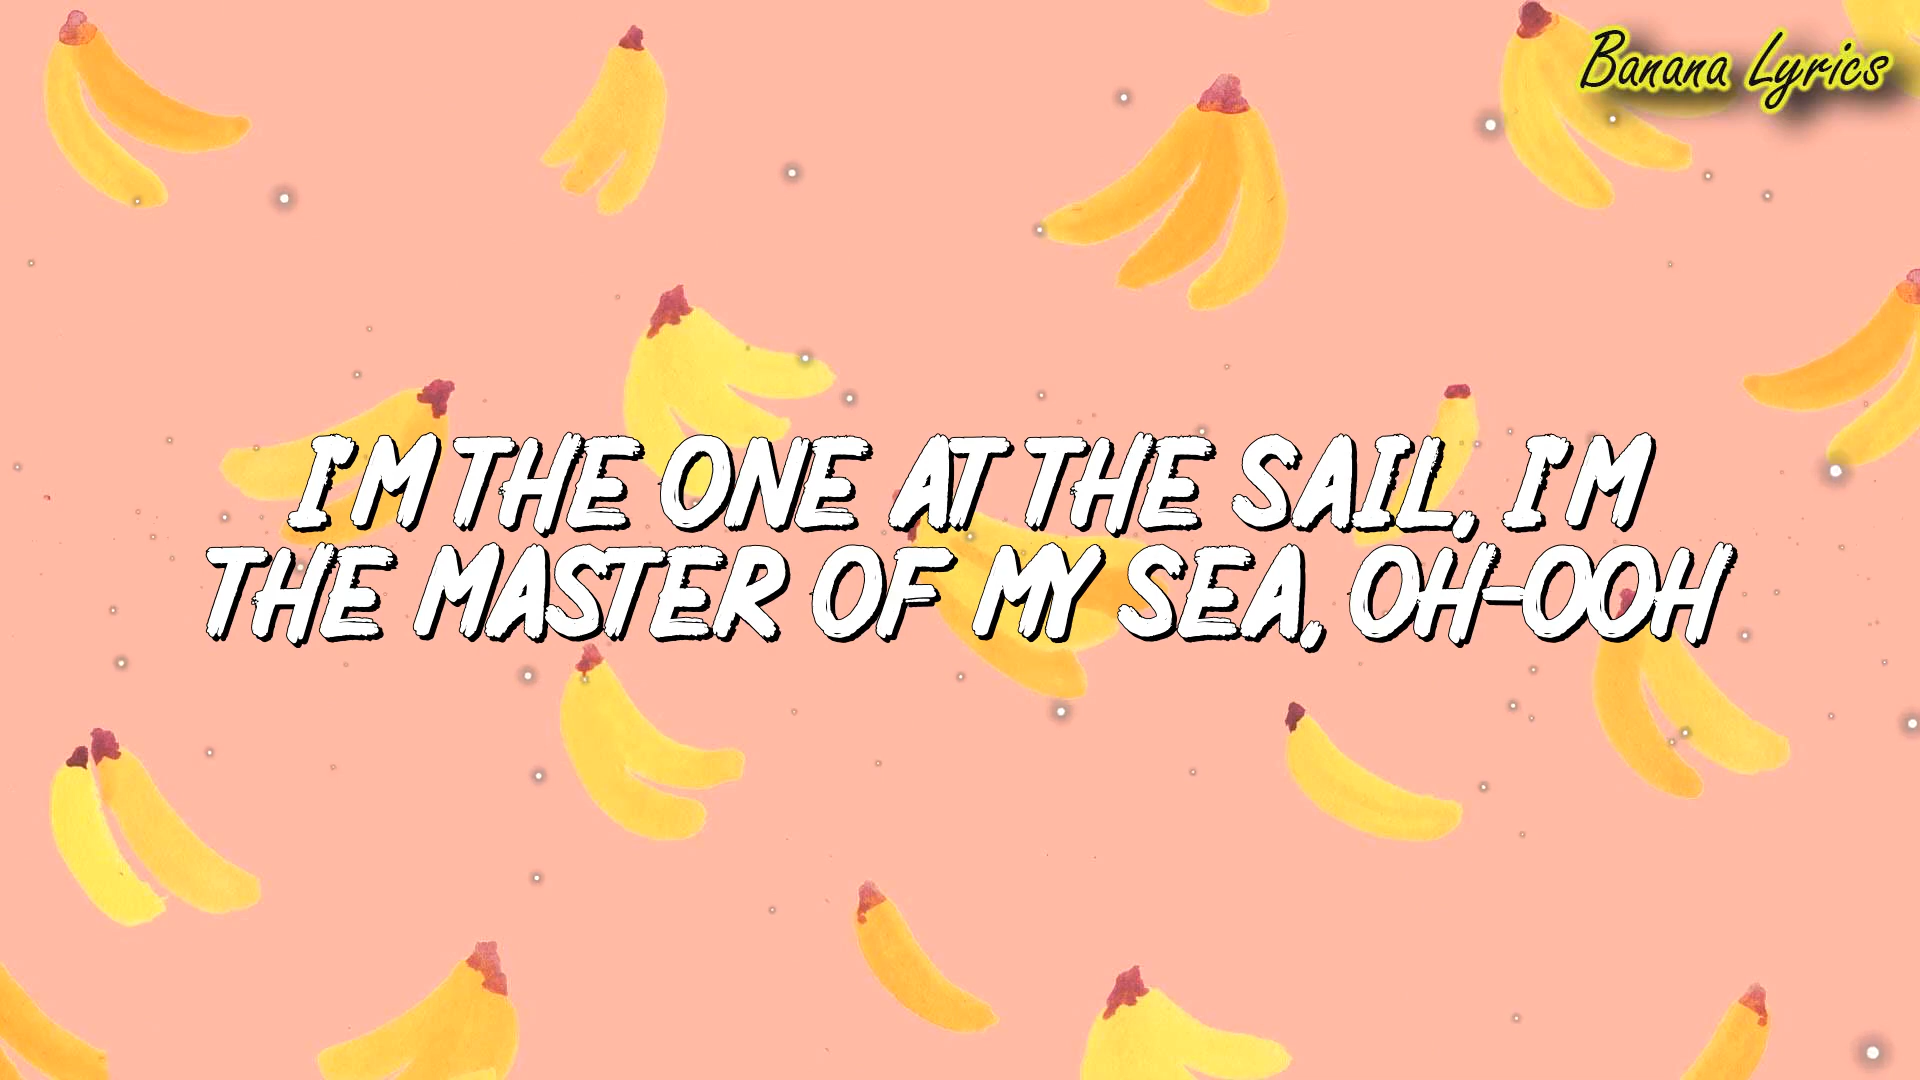 Banana Lyrics
I'M THE ONE AT THE SAIL, I'M
THE MASTER OF MY SEA, OH-OOH